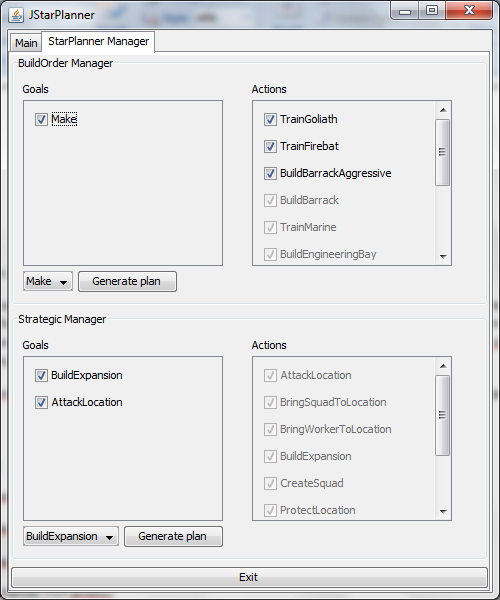 JStarPlanner
Main StarPlanner Manager
BuildOrder Manager
Goals
Make
Actions
TrainGoliath
TrainFirebat
BuildBarrackAggressive
BuildBarrack
TrainMarine
BuildEngineeringBay
Make Generate plan
Strategic Manager
Goals
BuildExpansion
AttackLocation
Actions
AttackLocation
BringSquadToLocation
BringWorkerToLocation
BuildExpansion
CreateSquad
ProtectLocation
BuildExpansion Generate plan
Exit